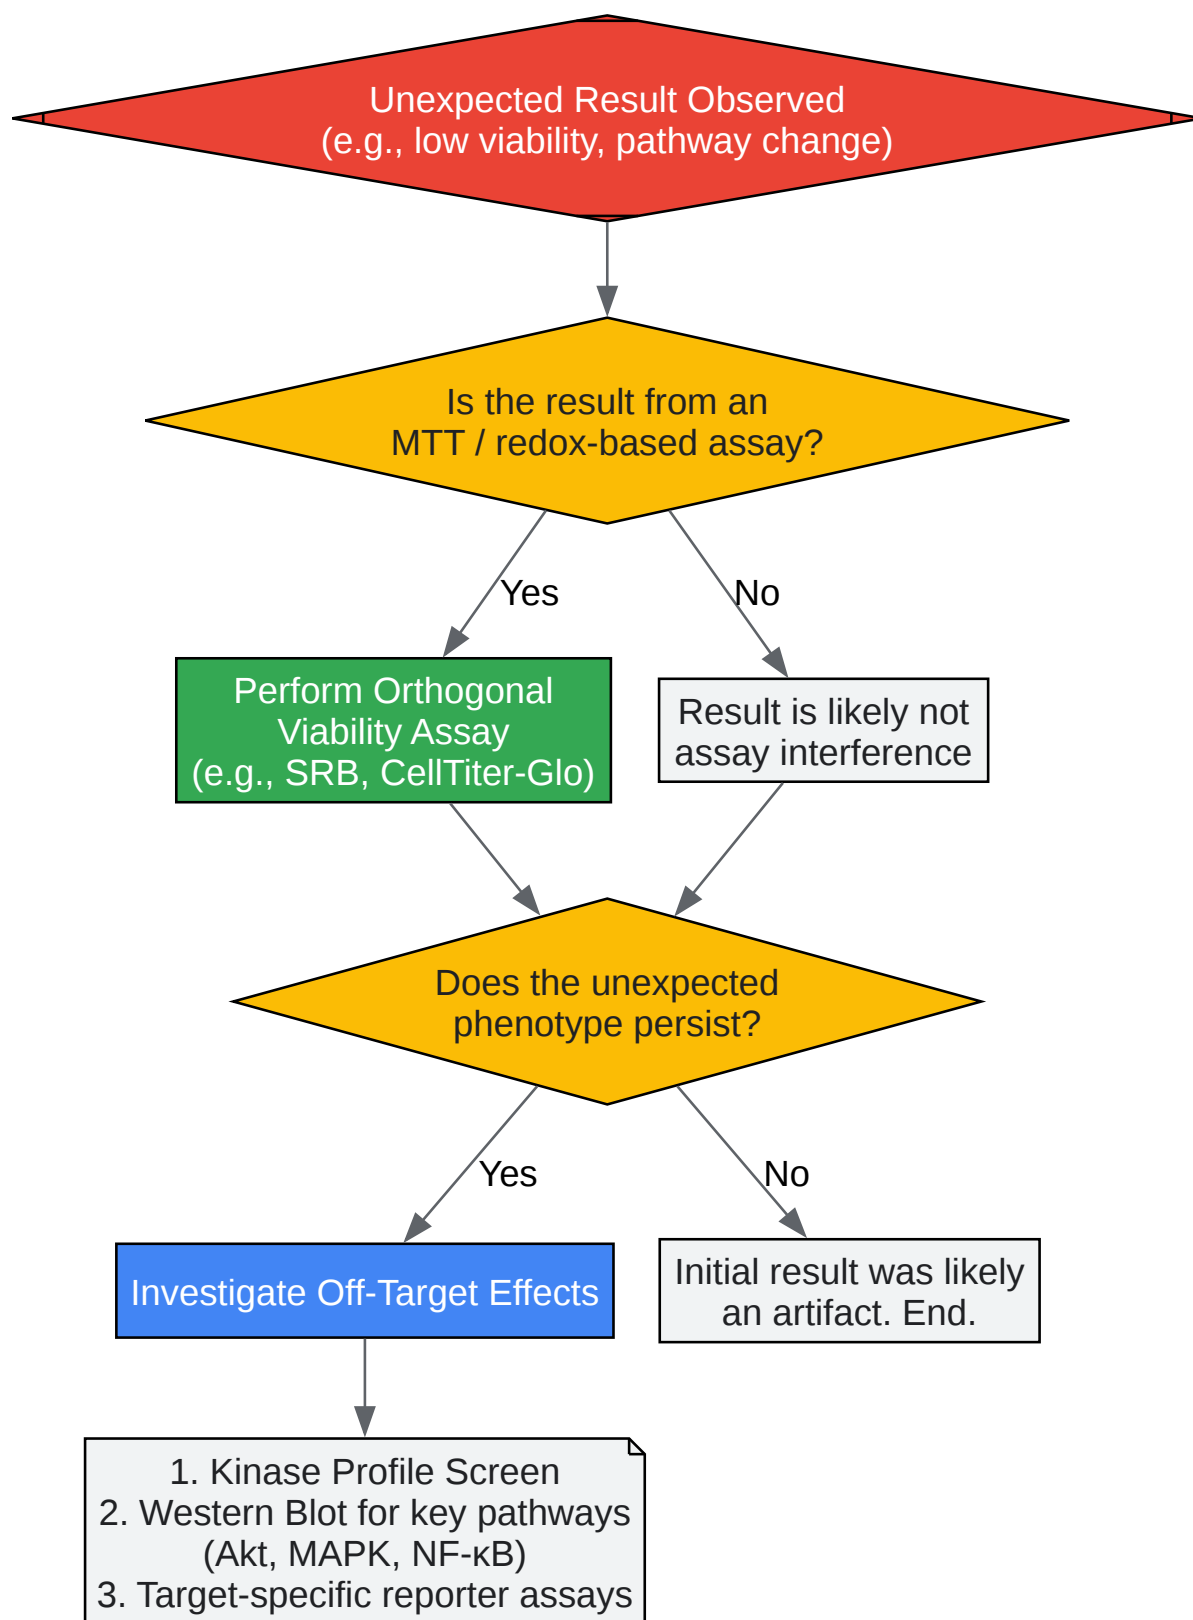 Unexpected Result Observed
(e.g., low viability, pathway change)
Is the result from an
MTT / redox-based assay?
Yes
No
Perform Orthogonal
Viability Assay
(e.g., SRB, CellTiter-Glo)
Result is likely not
assay interference
Does the unexpected
phenotype persist?
Yes
No
Investigate Off-Target Effects
Initial result was likely
an artifact. End.
1. Kinase Profile Screen
2. Western Blot for key pathways
(Akt, MAPK, NF-κB)
3. Target-specific reporter assays